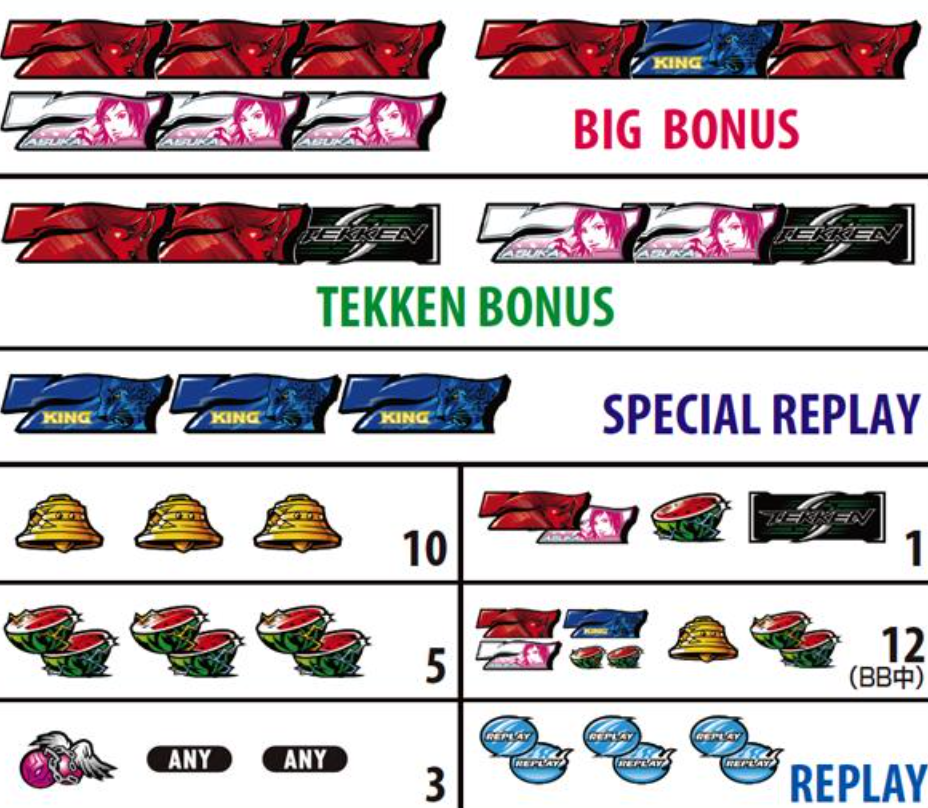 KING
BIG BONUS
ASUKA ASUKA ASUKA
TEKKEN ASUKA ASUKA TEKKEN
TEKKEN BONUS
KING KING KING
SPECIAL REPLAY
10
ASUKA TEKKEN 1
5
KING
12
(BB中)
ANY ANY 3
REPLAY REPLAY REPLAY
REPLAY REPLAY REPLAY
REPLAY